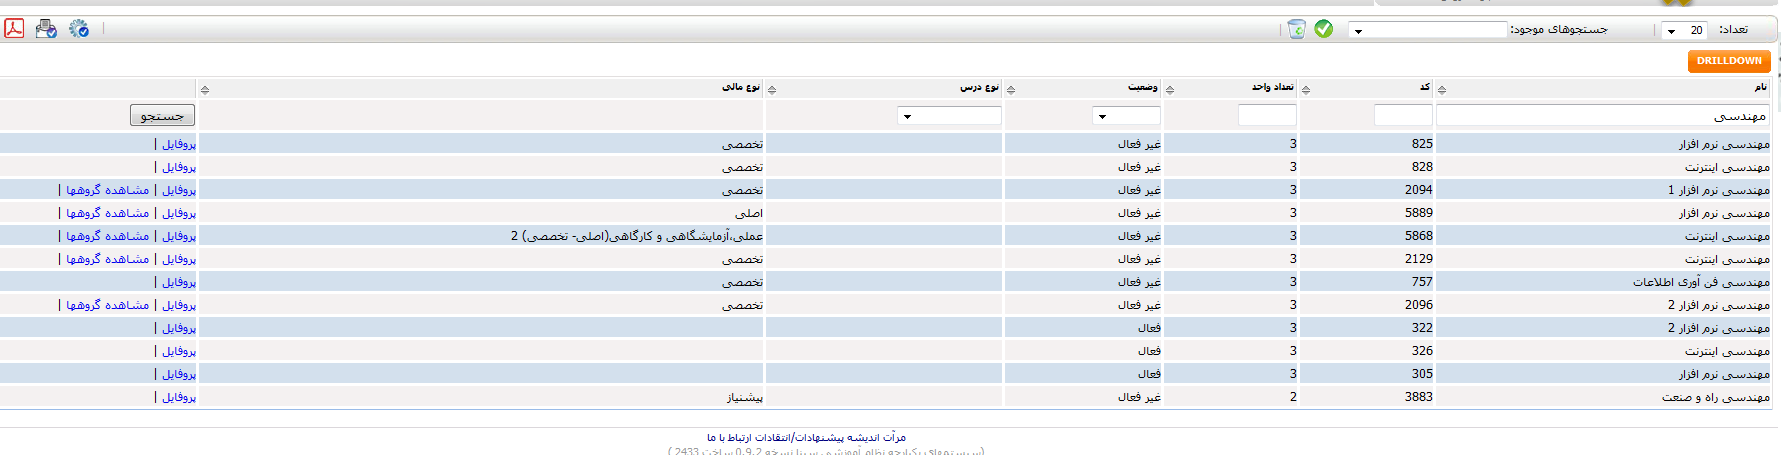 تعداد: 20 | جستجوهای موجود:
DRILLDOWN
نام کد تعداد واحد وضعیت نوع درس نوع مالی
مهندسی جستجو
مهندسی نرم افزار 825 3 غیر فعال تخصصی پروفایل |
مهندسی اینترنت 828 3 غیر فعال تخصصی پروفایل |
مهندسی نرم افزار 1 2094 3 غیر فعال تخصصی پروفایل | مشاهده گروهها |
مهندسی نرم افزار 5889 3 غیر فعال اصلی پروفایل | مشاهده گروهها |
مهندسی اینترنت 5868 3 غیر فعال عملی،آزمایشگاهی و کارگاهی(اصلی- تخصصی) 2 پروفایل | مشاهده گروهها |
مهندسی اینترنت 2129 3 غیر فعال تخصصی پروفایل | مشاهده گروهها |
مهندسی فن آوری اطلاعات 757 3 غیر فعال تخصصی پروفایل |
مهندسی نرم افزار 2 2096 3 غیر فعال تخصصی پروفایل | مشاهده گروهها |
مهندسی نرم افزار 2 322 3 فعال پروفایل |
مهندسی اینترنت 326 3 فعال پروفایل |
مهندسی نرم افزار 305 3 فعال پروفایل |
مهندسی راه و صنعت 3883 2 غیر فعال پیشنیاز پروفایل |
مرآت اندیشه پیشنهادات/انتقادات ارتباط با ما
(سیستمهای یکپارچه نظام آموزشی سینا نسخه 0.9.2 ساخت 2433 )